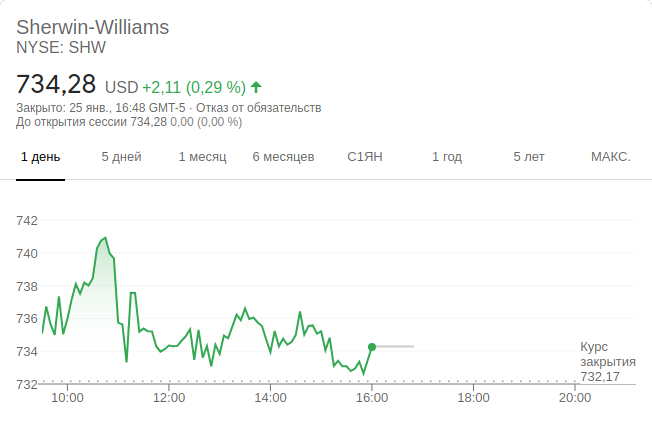 Sherwin-Williams
NYSE: SHW
734,28 USD +2,11 (0,29 %)
Закрыто: 25 янв., 16:48 GMT-5 · Отказ от обязательств
До открытия сессии 734,28 0,00 (0,00 %)
1 день 5 дней 1 месяц 6 месяцев С1ЯН 1 год 5 лет МАКС.
742
740
738
736
734
732
Курс
закрытия
732,17
10:00 12:00 14:00 16:00 18:00 20:00